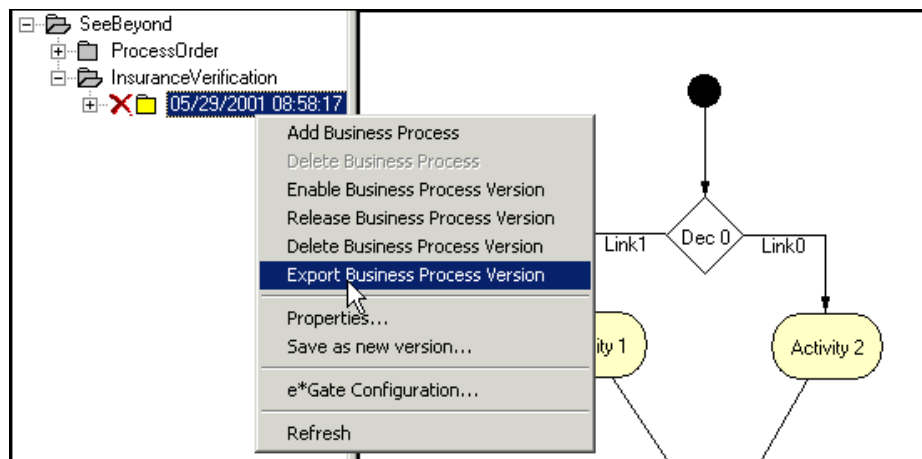 SeeBeyond
ProcessOrder
InsuranceVerification
05/29/2001 08:58:17
Add Business Process
Delete Business Process
Enable Business Process Version
Release Business Process Version
Delete Business Process Version
Export Business Process Version
Properties...
Save as new version...
e*Gate Configuration...
Refresh
Link1
Dec 0
Link0
ity 1
Activity 2